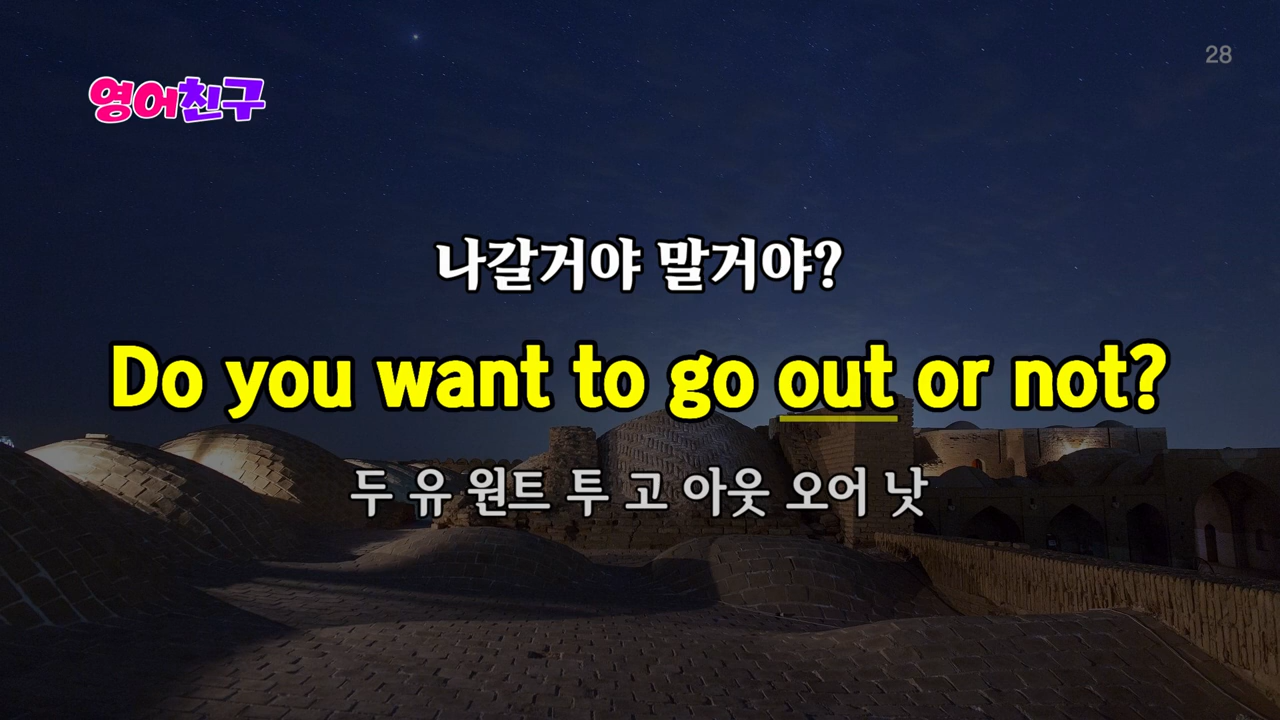 28
영어친구
나갈거야 말거야?
Do you want to go out or not?
두 유 원트 투 고 아웃 오어 낫